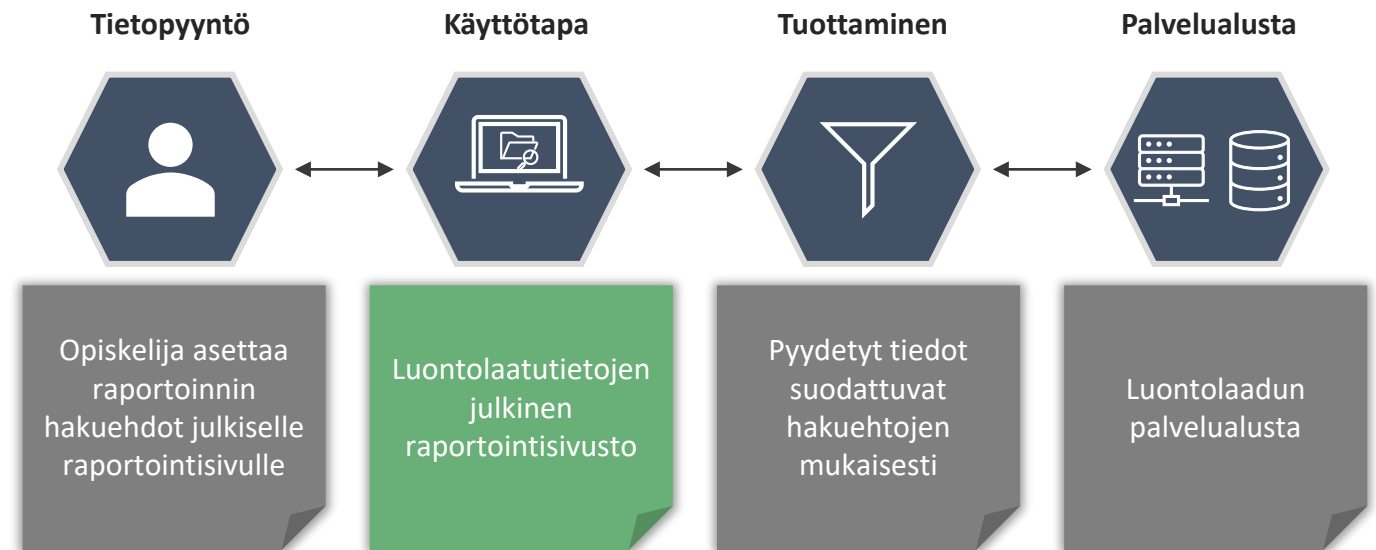 Tietopyyntö
Käyttötapa
Tuottaminen
Palvelualusta
Opiskelija asettaa
raportoinnin
hakuehdot julkiselle
raportointisivulle
Luontolaatutietojen
julkinen
raportointisivusto
Pyydetyt tiedot
suodattuvat
hakuehtojen
mukaisesti
Luontolaadun
palvelualusta